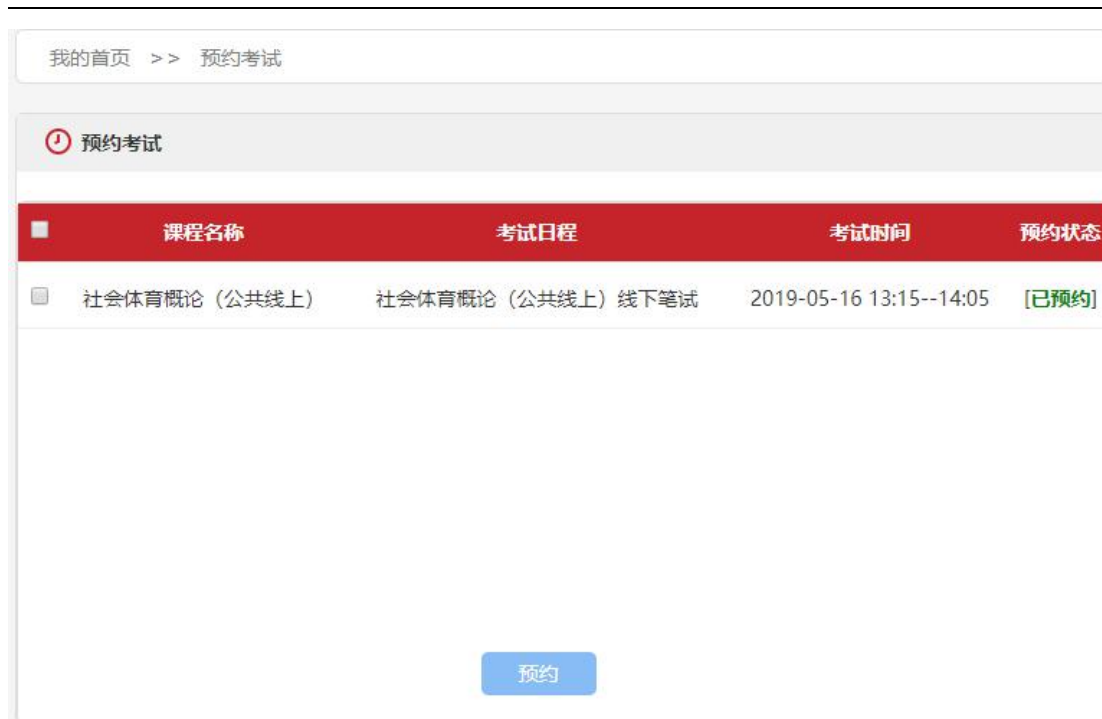 我的首页 >> 预约考试
预约考试
课程名称 考试日程 考试时间 预约状态
社会体育概论（公共线上） 社会体育概论（公共线上）线下笔试 2019-05-16 13:15--14:05 [已预约]
预约